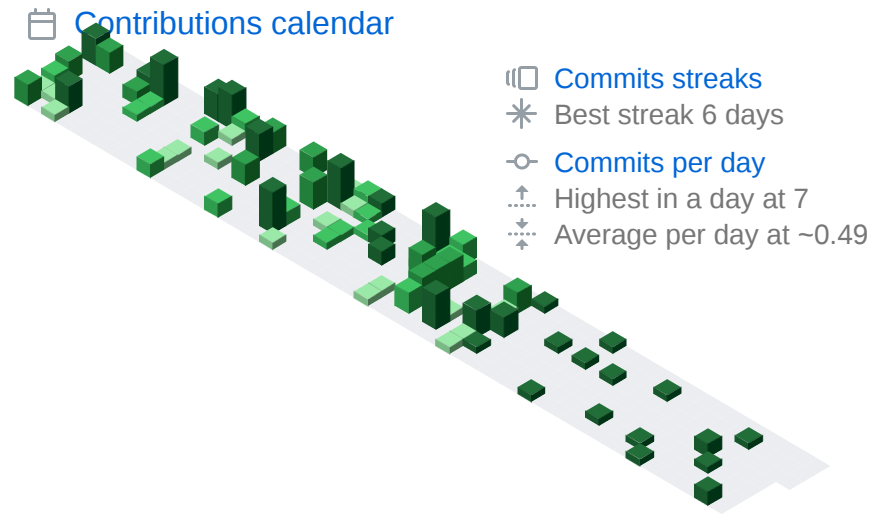 Contributions calendar
Commits streaks
Best streak 6 days
Commits per day
Highest in a day at 7
Average per day at ~0.49